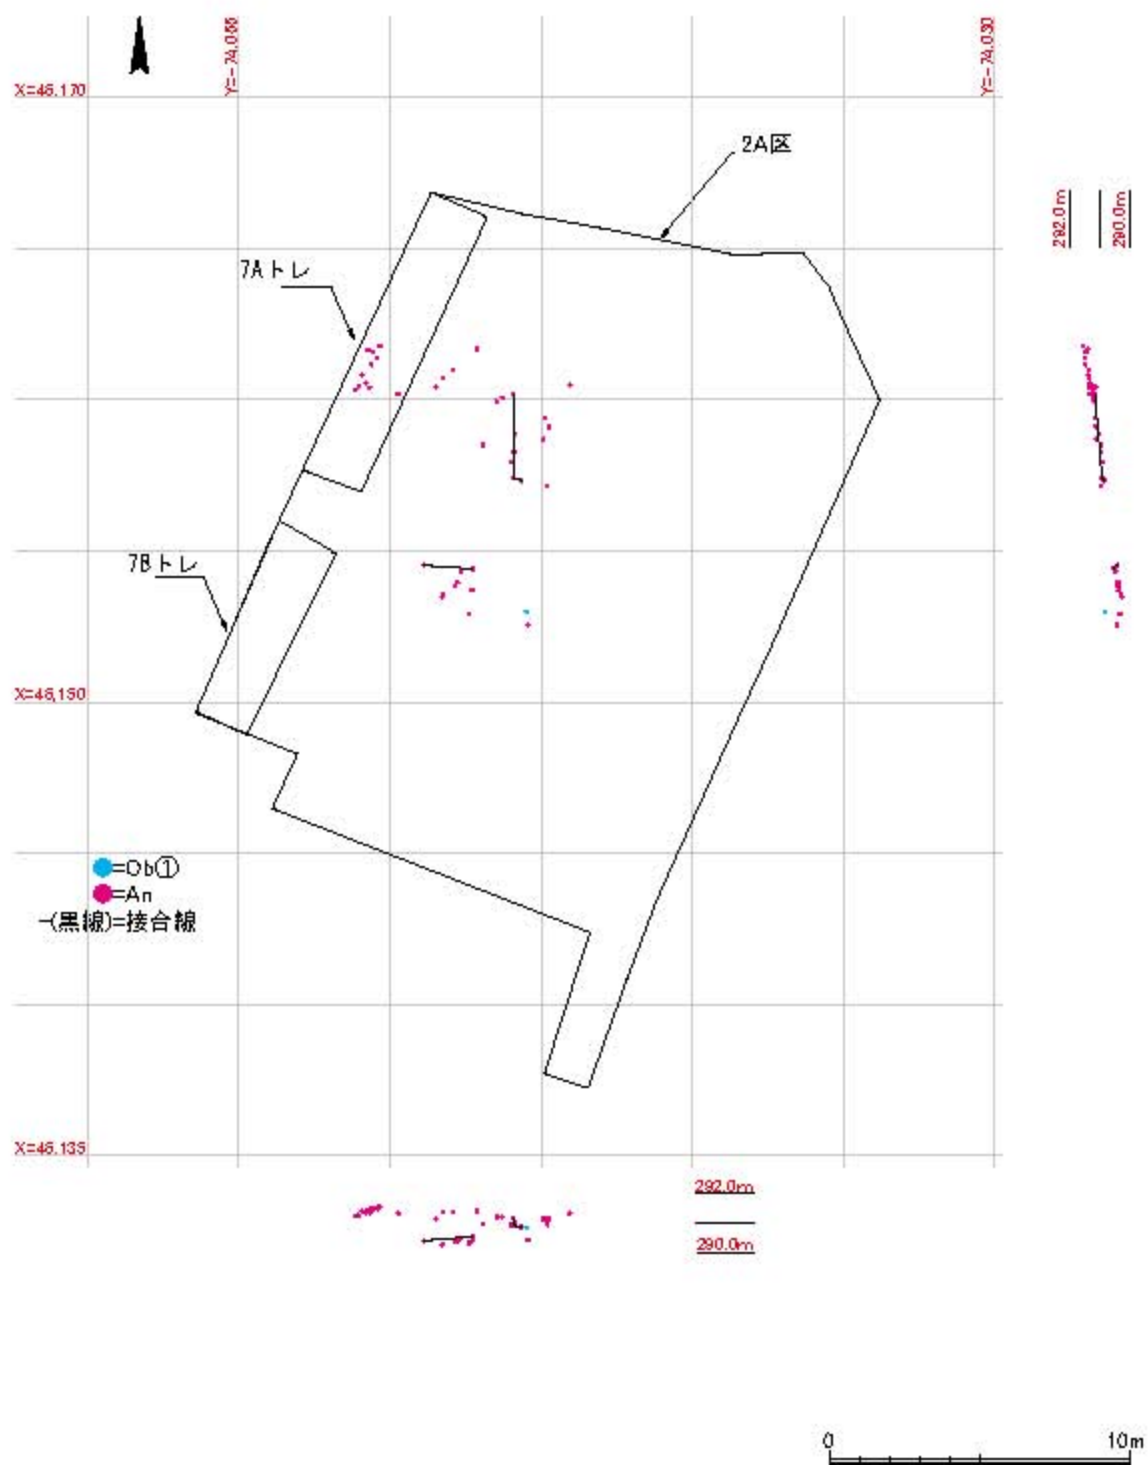 Y=-74.055
Y=-74.030
X=46.170
2A区
292.0m
290.0m
7Aトレ
7Bトレ
X=46,150
=Ob①
=An
-(黒線)=接合線
X=46.135
292.0m
290.0m
0
10m